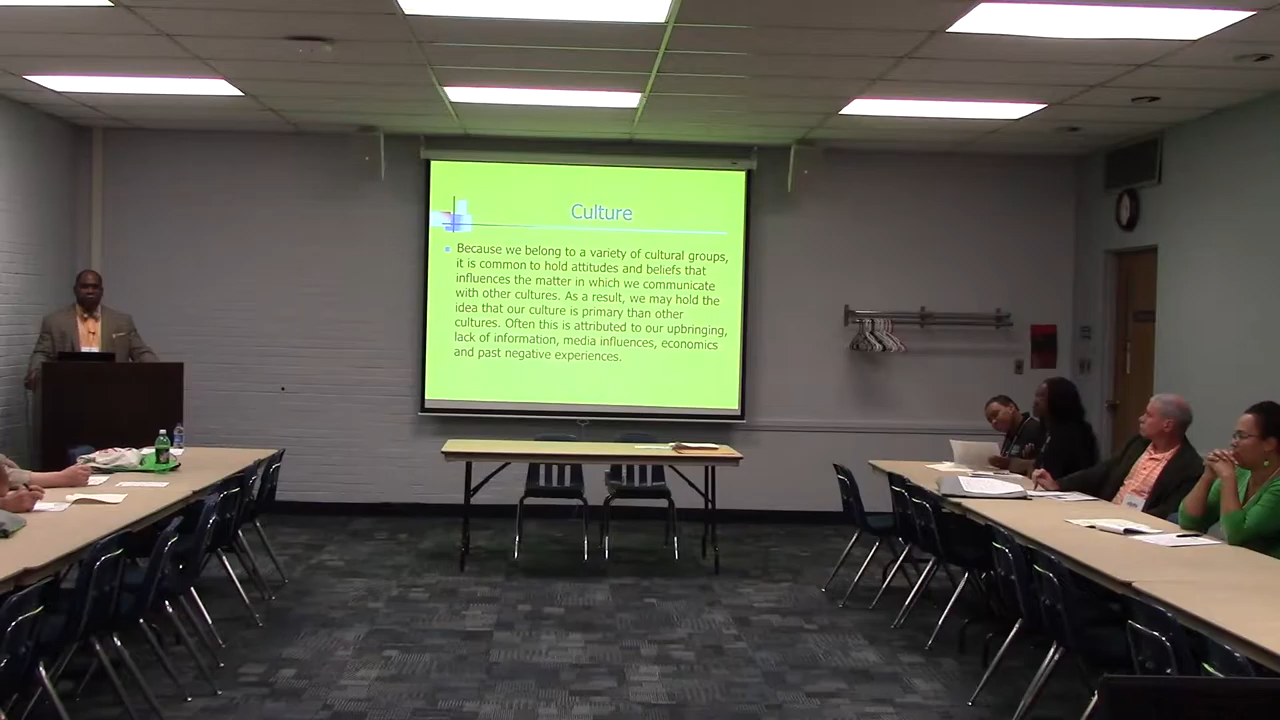 Culture
Because we belong to a variety of cultural groups,
it is common to hold attitudes and beliefs that
influences the matter in which we communicate
with other cultures. As a result, we may hold the
idea that our culture is primary than other
cultures. Often this is attributed to our upbringing,
lack of information, media influences, economics
and past negative experiences.